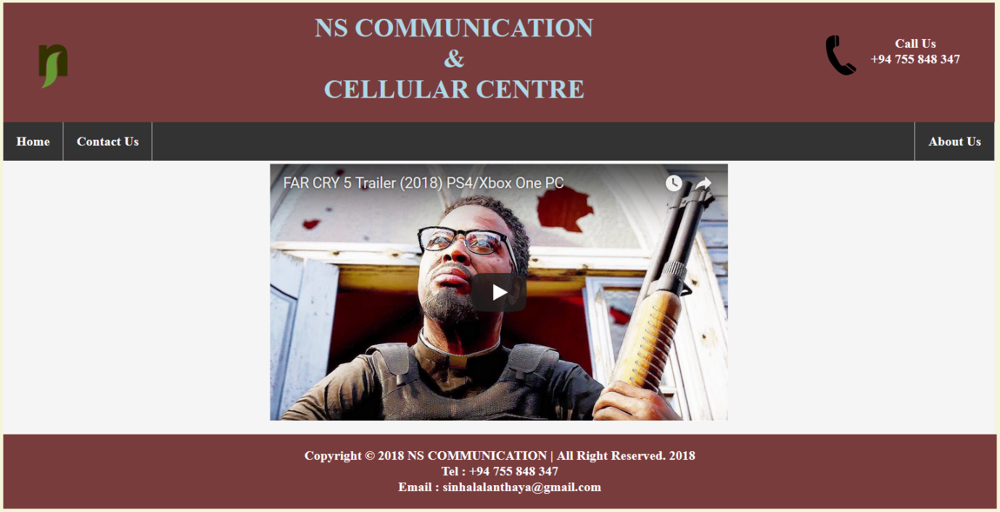 NS COMMUNICATION
&
CELLULAR CENTRE
Call Us
+94 755 848 347
Home
Contact Us
About Us
FAR CRY 5 Trailer (2018) PS4/Xbox One PC
Copyright © 2018 NS COMMUNICATION | All Right Reserved. 2018
Tel : +94 755 848 347
Email : sinhalalanthaya@gmail.com